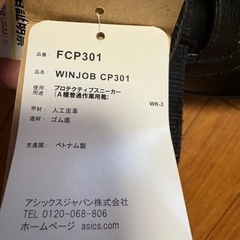 品番 FCP301
品名 WINJOB CP301
使用用途 プロテクティブスニーカー
(A種普通作業用靴)
WK-3
甲材 人工皮革
底材 ゴム底
原産国 ベトナム製
アシックスジャパン株式会社
TEL 0120-068-806
ホームページ asics.com